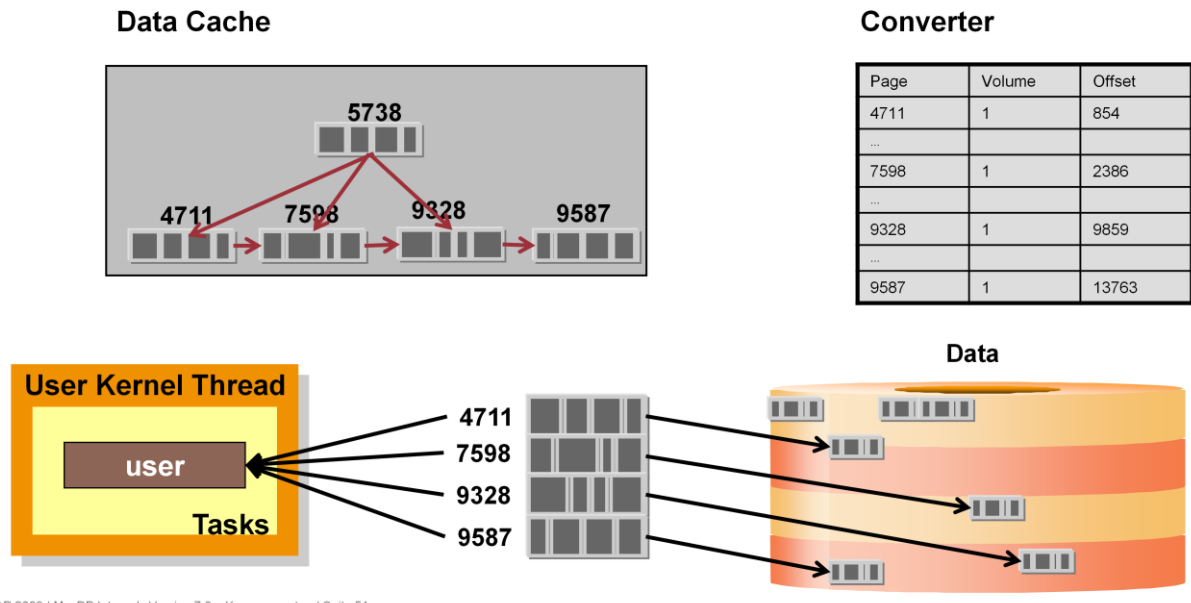 Data Cache
Converter
5738
4711
7598
9328
9587
Page Volume Offset
4711 1 854
...
7598 1 2386
...
9328 1 9859
...
9587 1 13763
Data
User Kernel Thread
user
Tasks
4711
7598
9328
9587